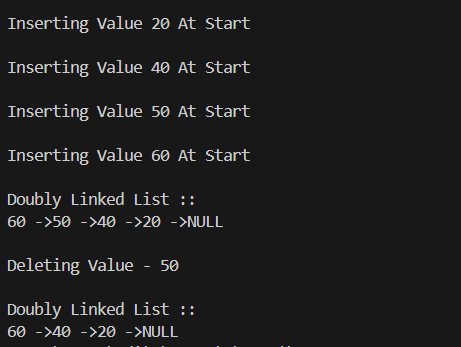 Inserting Value 20 At Start
Inserting Value 40 At Start
Inserting Value 50 At Start
Inserting Value 60 At Start
Doubly Linked List ::
60 ->50 ->40 ->20 ->NULL
Deleting Value - 50
Doubly Linked List ::
60 ->40 ->20 ->NULL